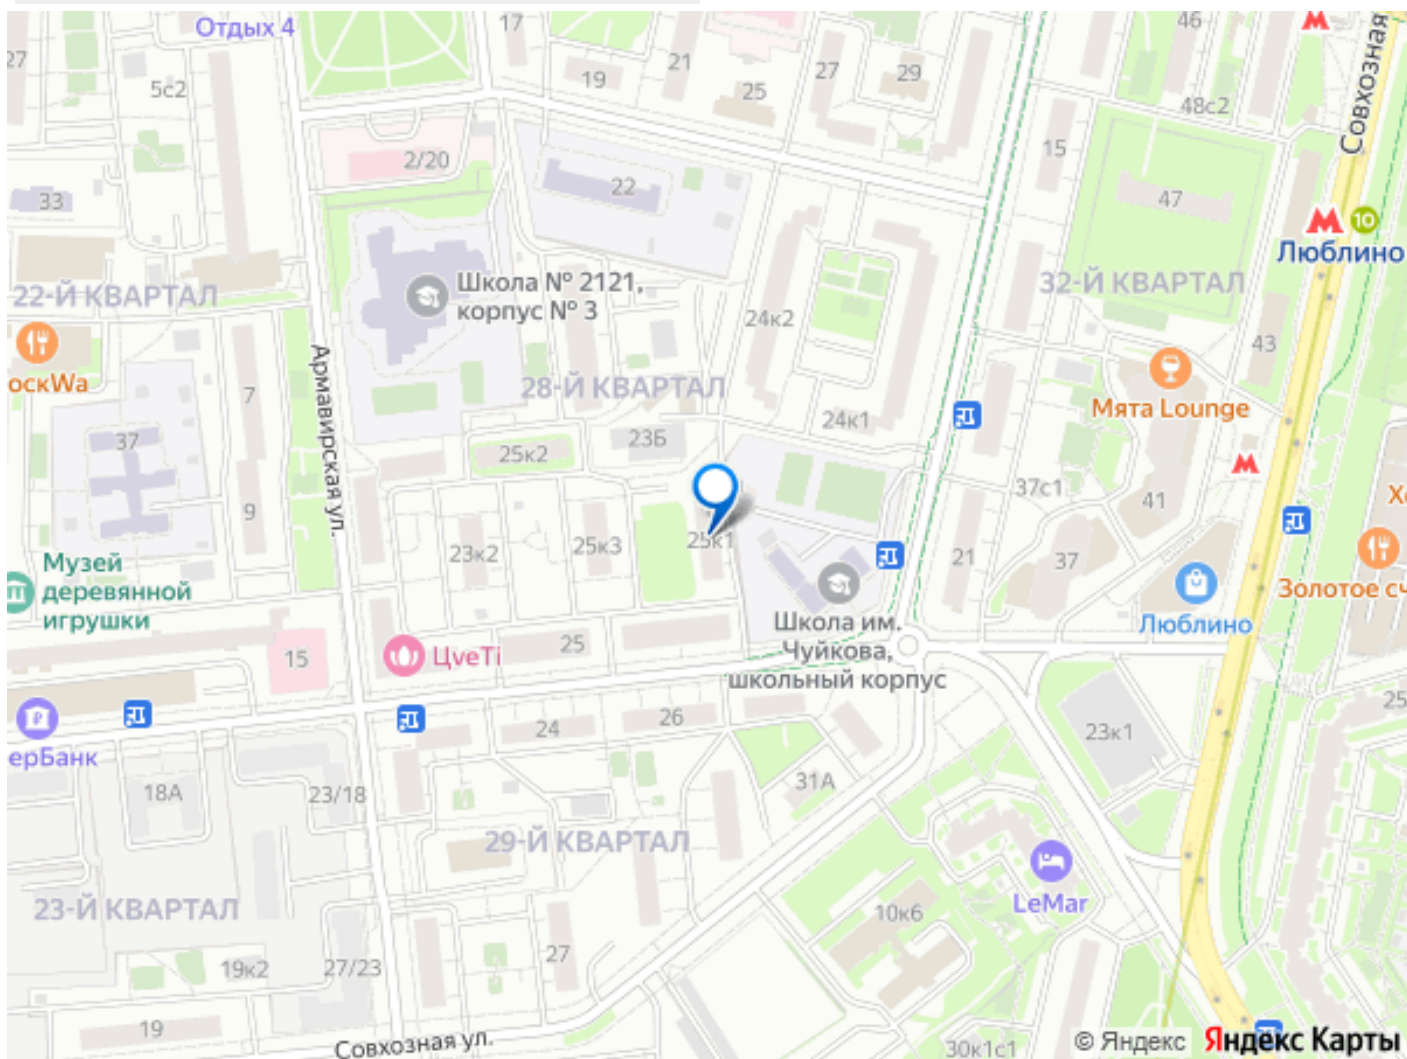 Отдых 4
17
46
27
5с2
19
21
25
27
29
48с2
Совхозная
15
2/20
33
22
47
10
Люблино
22-Й КВАРТАЛ
Школа № 2121,
корпус № 3
24к2
32-Й КВАРТАЛ
43
оскWa
7
Армавирская ул.
28-Й КВАРТАЛ
Мята Lounge
37
25к2
23Б
24к1
9
37с1
41
Хо
23к2
25к3
25к1
21
37
Музей
деревянной
игрушки
Золотое сч
Школа им.
Чуйкова,
школьный корпус
Люблино
15
ЦveTi
25
ерБанк
24
26
23к1
25
18А
23/18
31А
29-Й КВАРТАЛ
23-Й КВАРТАЛ
10к6
LeMar
19к2
27/23
27
19
Совхозная ул.
30к1с1
© Яндекс Яндекс Карты